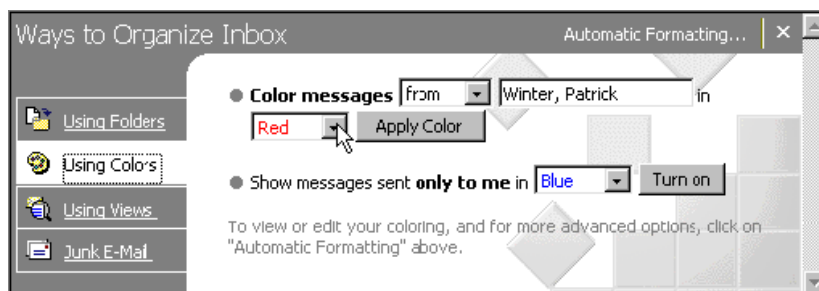 Ways to Organize Inbox
Automatic Formatting...
Color messages from Winter, Patrick in
Red Apply Color
Using Folders
Using Colors
Show messages sent only to me in Blue Turn on
Using Views
To view or edit your coloring, and for more advanced options, click on
"Automatic Formatting" above.
Junk E-Mail